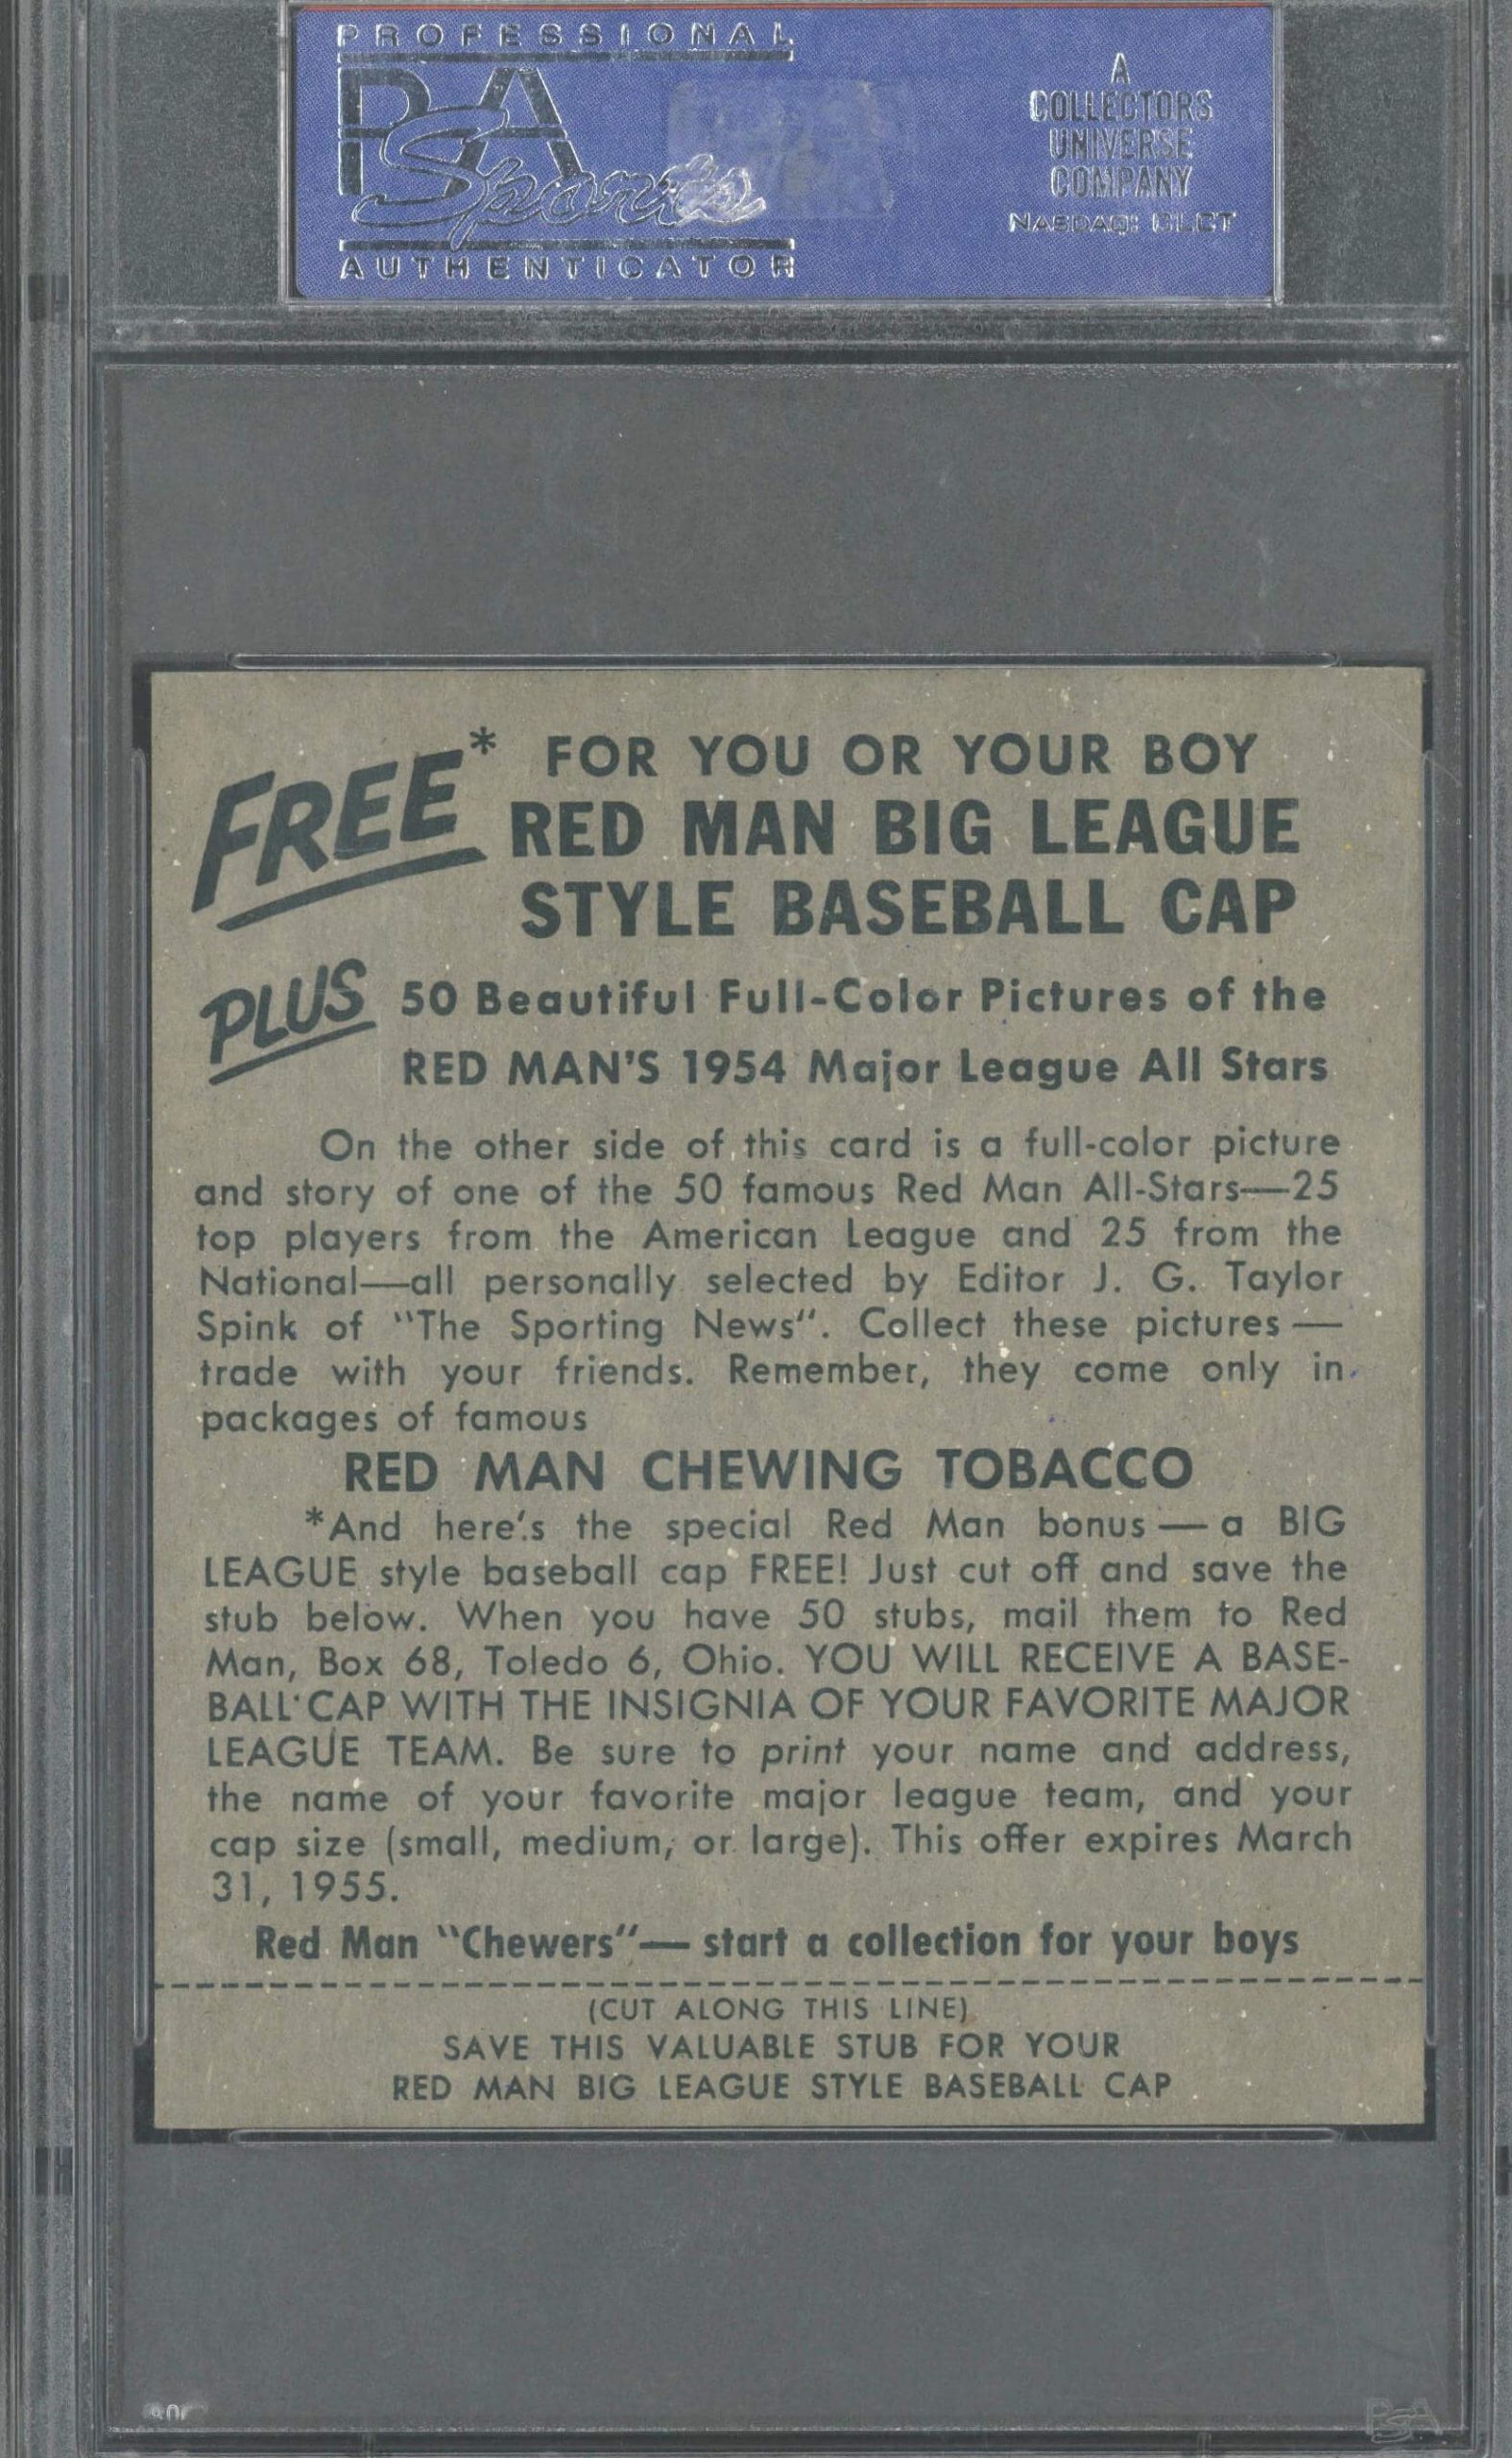 PROFESSIONAL
PSA
Sports
AUTHENTICATOR
A
COLLECTORS
UNIVERSE
COMPANY
NASDAQ: CLCT
FREE* FOR YOU OR YOUR BOY
RED MAN BIG LEAGUE
STYLE BASEBALL CAP
PLUS 50 Beautiful Full-Color Pictures of the
RED MAN'S 1954 Major League All Stars
On the other side of this card is a full-color picture
and story of one of the 50 famous Red Man All-Stars—25
top players from the American League and 25 from the
National—all personally selected by Editor J. G. Taylor
Spink of "The Sporting News". Collect these pictures —
trade with your friends. Remember, they come only in
packages of famous
RED MAN CHEWING TOBACCO
*And here's the special Red Man bonus — a BIG
LEAGUE style baseball cap FREE! Just cut off and save the
stub below. When you have 50 stubs, mail them to Red
Man, Box 68, Toledo 6, Ohio. YOU WILL RECEIVE A BASE-
BALL CAP WITH THE INSIGNIA OF YOUR FAVORITE MAJOR
LEAGUE TEAM. Be sure to print your name and address,
the name of your favorite major league team, and your
cap size (small, medium, or large). This offer expires March
31, 1955.
Red Man "Chewers"— start a collection for your boys
(CUT ALONG THIS LINE)
SAVE THIS VALUABLE STUB FOR YOUR
RED MAN BIG LEAGUE STYLE BASEBALL CAP
PSA